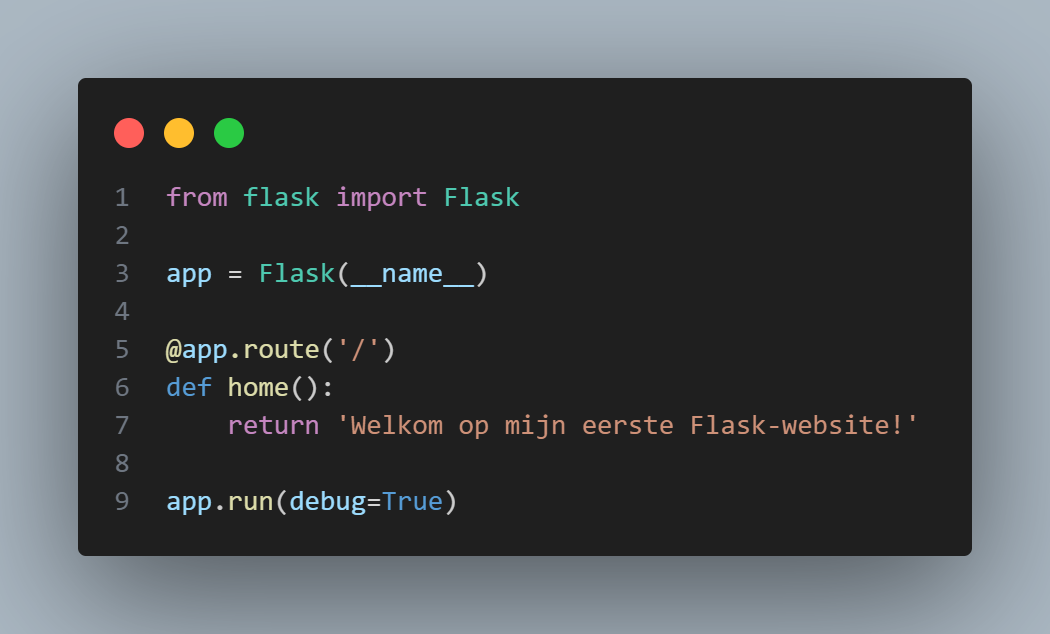 1 from flask import Flask
2
3 app = Flask(__name__)
4
5 @app.route('/')
6 def home():
7     return 'Welkom op mijn eerste Flask-website!'
8
9 app.run(debug=True)